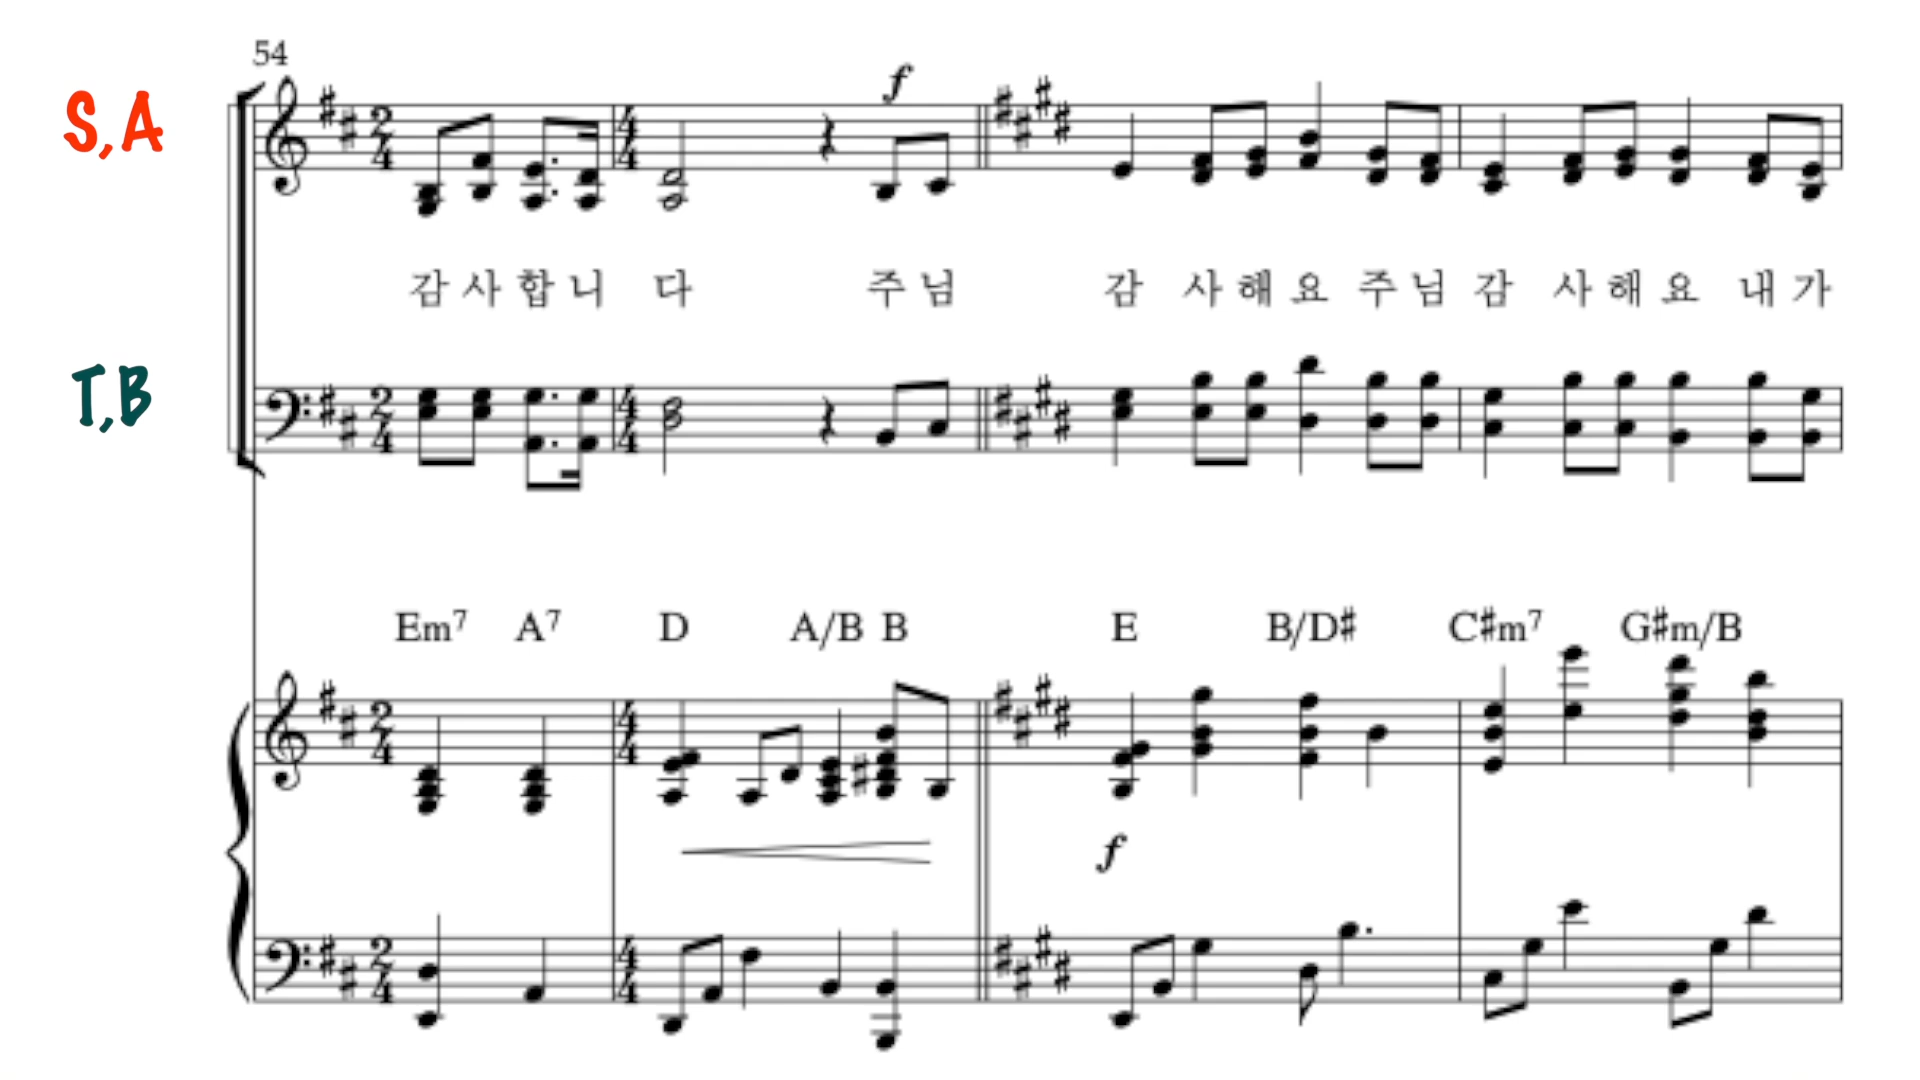 54
S,A
f
감 사 합 니 다 주 님 감 사 해 요 주 님 감 사 해 요 내 가
T,B
Em7 A7 D A/B B E B/D♯ C♯m7 G♯m/B
f